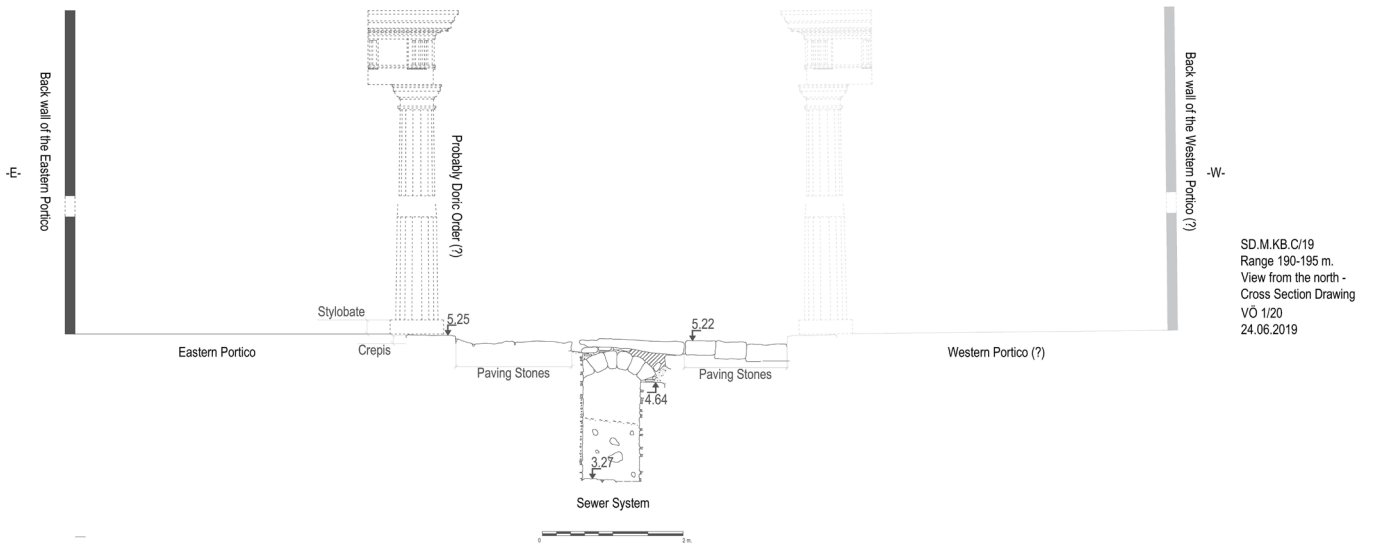 -E-
Back wall of the Eastern Portico
Probably Doric Order (?)
Back wall of the Western Portico (?)
-W-
SD.M.KB.C/19
Range 190-195 m.
View from the north -
Cross Section Drawing
VÖ 1/20
24.06.2019
Stylobate
5.25
5.22
Eastern Portico
Crepis
Western Portico (?)
Paving Stones
Paving Stones
4.64
3.27
Sewer System
0
2 m.